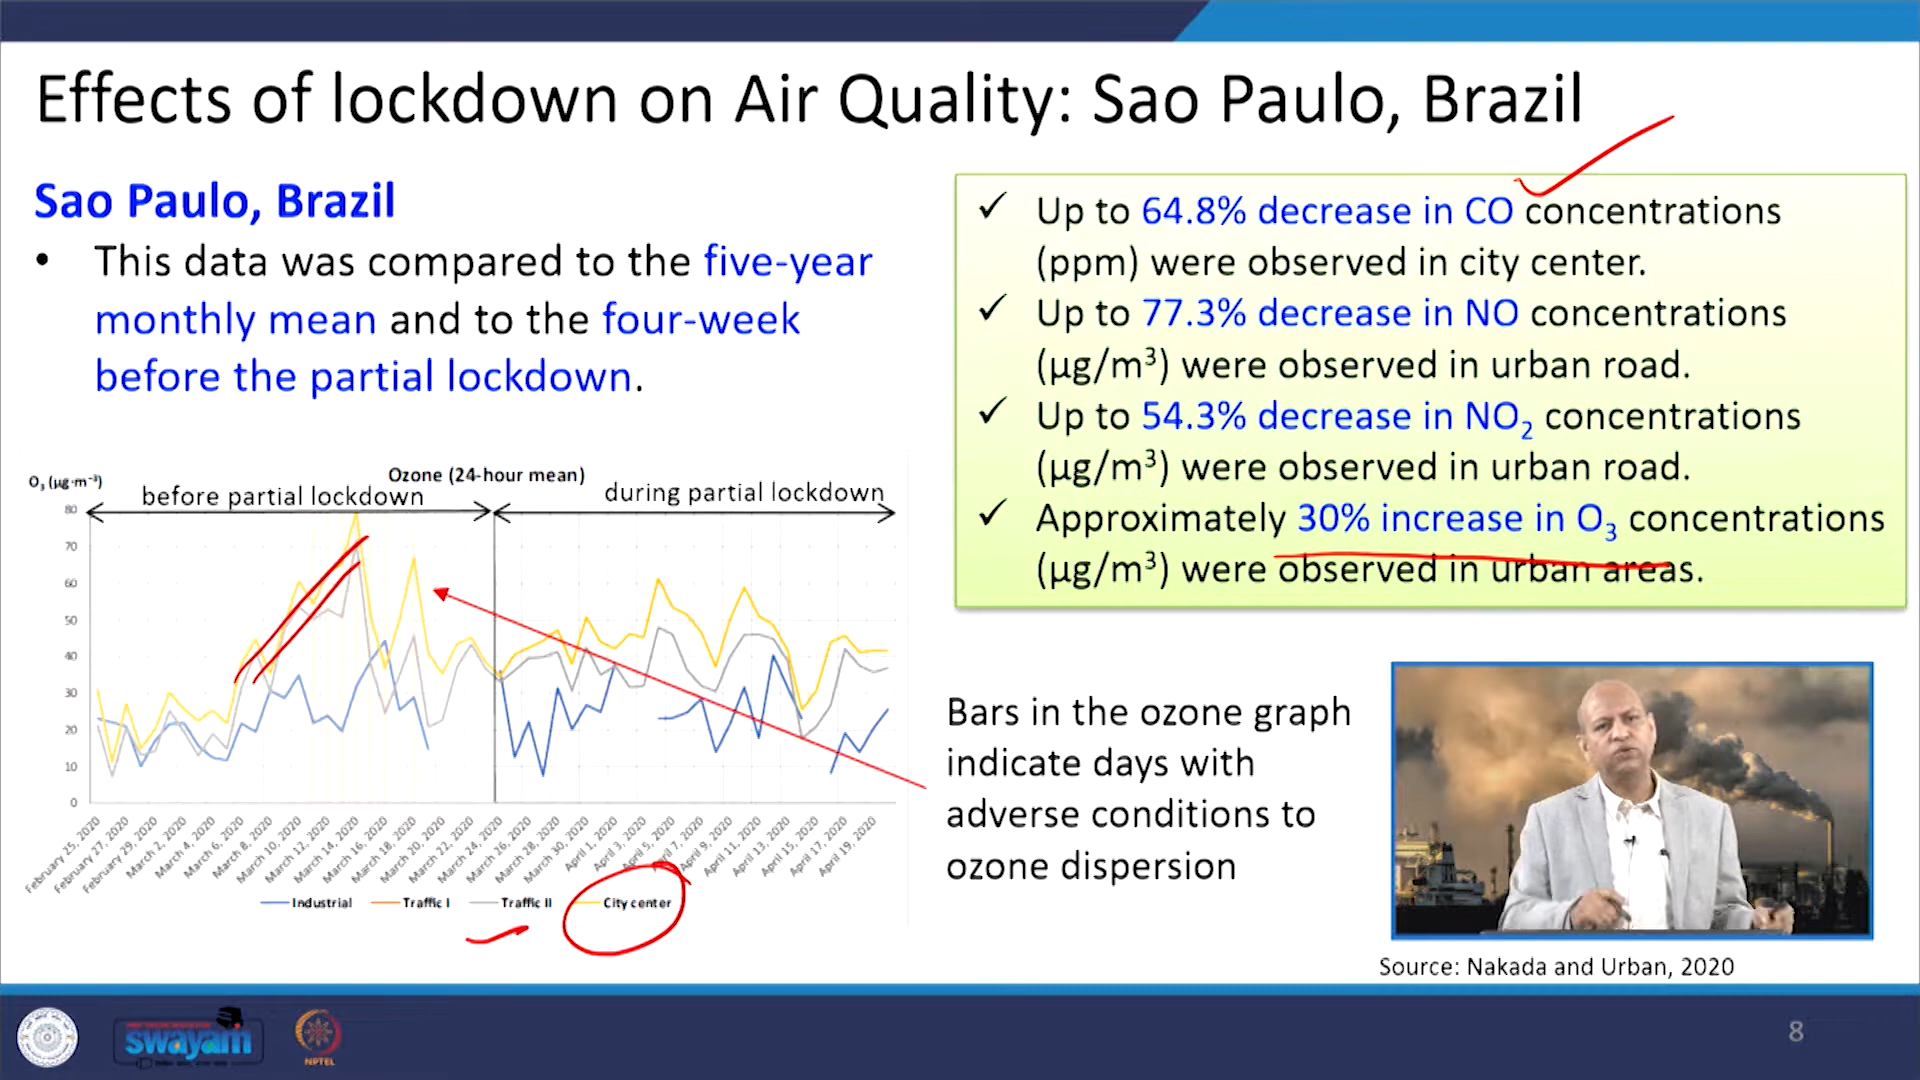 Effects of lockdown on Air Quality: Sao Paulo, Brazil
Sao Paulo, Brazil
• This data was compared to the five-year
monthly mean and to the four-week
before the partial lockdown.
✓ Up to 64.8% decrease in CO concentrations
(ppm) were observed in city center.
✓ Up to 77.3% decrease in NO concentrations
(µg/m³) were observed in urban road.
✓ Up to 54.3% decrease in NO₂ concentrations
(µg/m³) were observed in urban road.
✓ Approximately 30% increase in O₃ concentrations
(µg/m³) were observed in urban areas.
Ozone (24-hour mean)
O₃ (µg·m⁻³)
before partial lockdown
during partial lockdown
80
70
60
50
40
30
20
10
0
February 25, 2020
February 27, 2020
February 29, 2020
March 2, 2020
March 4, 2020
March 6, 2020
March 8, 2020
March 10, 2020
March 12, 2020
March 14, 2020
March 16, 2020
March 18, 2020
March 20, 2020
March 22, 2020
March 24, 2020
March 26, 2020
March 28, 2020
March 30, 2020
April 1, 2020
April 3, 2020
April 5, 2020
April 7, 2020
April 9, 2020
April 11, 2020
April 13, 2020
April 15, 2020
April 17, 2020
April 19, 2020
Industrial Traffic I Traffic II City center
Bars in the ozone graph
indicate days with
adverse conditions to
ozone dispersion
Source: Nakada and Urban, 2020
swayam
NPTEL
8